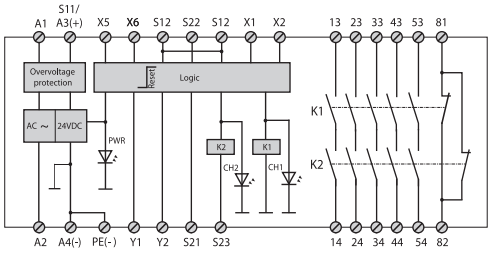 S11/
A1 A3(+) X5 X6 S12 S22 S12 X1 X2 13 23 33 43 53 81
Overvoltage
protection
Reset
Logic
AC ~ 24VDC
PWR
K2
CH2
K1
CH1
K1
K2
A2 A4(-) PE(-) Y1 Y2 S21 S23 14 24 34 44 54 82